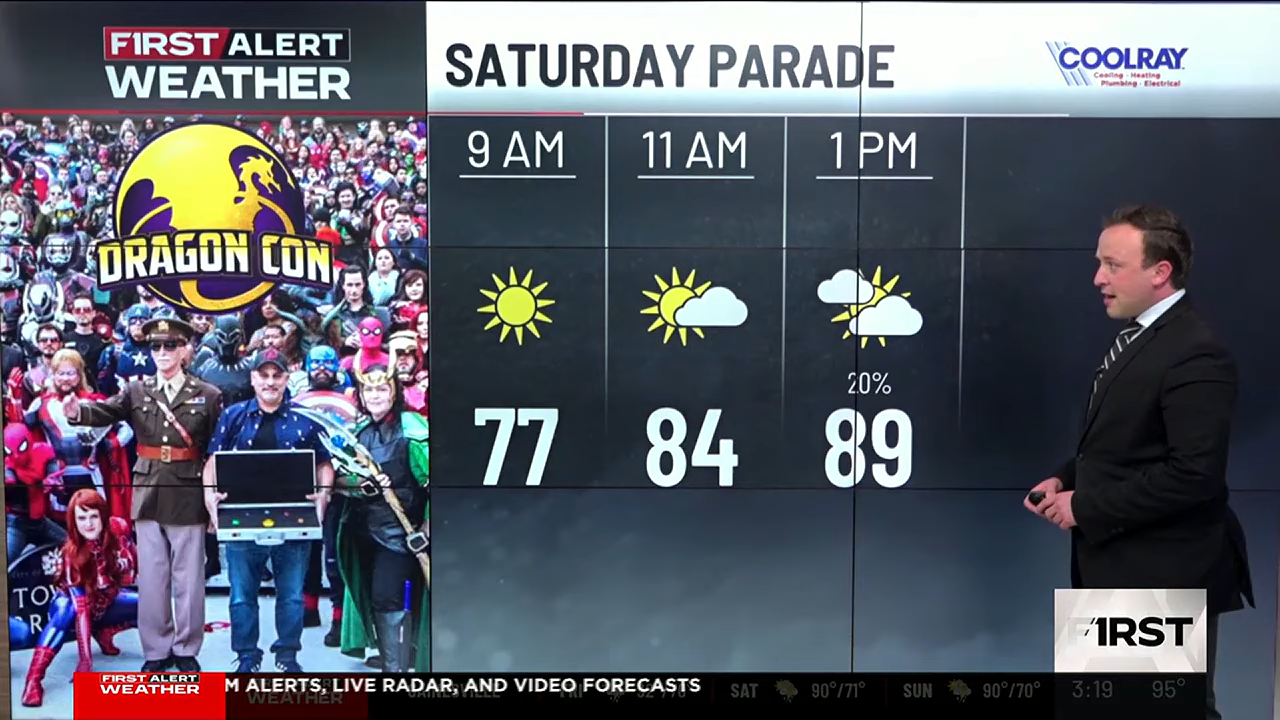 F1RST ALERT
WEATHER
SATURDAY PARADE
COOLRAY
Cooling - Heating
Plumbing - Electrical
9 AM
11 AM
1 PM
DRAGON CON
20%
77
84
89
F1RST
FIRST ALERT
WEATHER
M ALERTS, LIVE RADAR, AND VIDEO FORECASTS
SAT 90°/71° SUN 90°/70° 3:19 95°